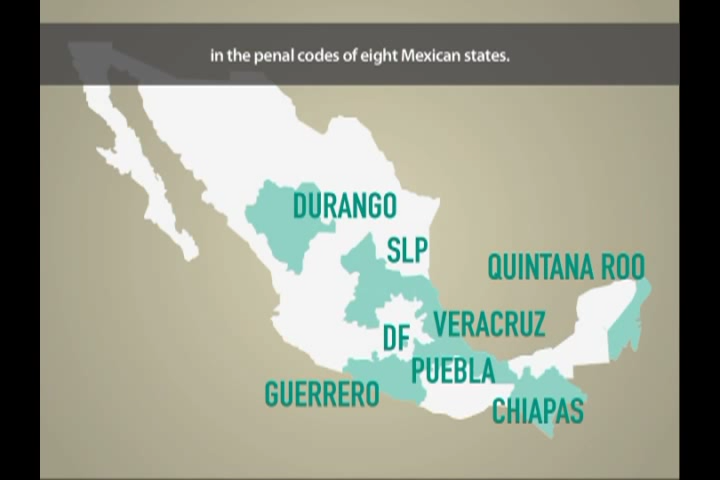 in the penal codes of eight Mexican states.
DURANGO
SLP
QUINTANA ROO
VERACRUZ
DF
PUEBLA
GUERRERO
CHIAPAS